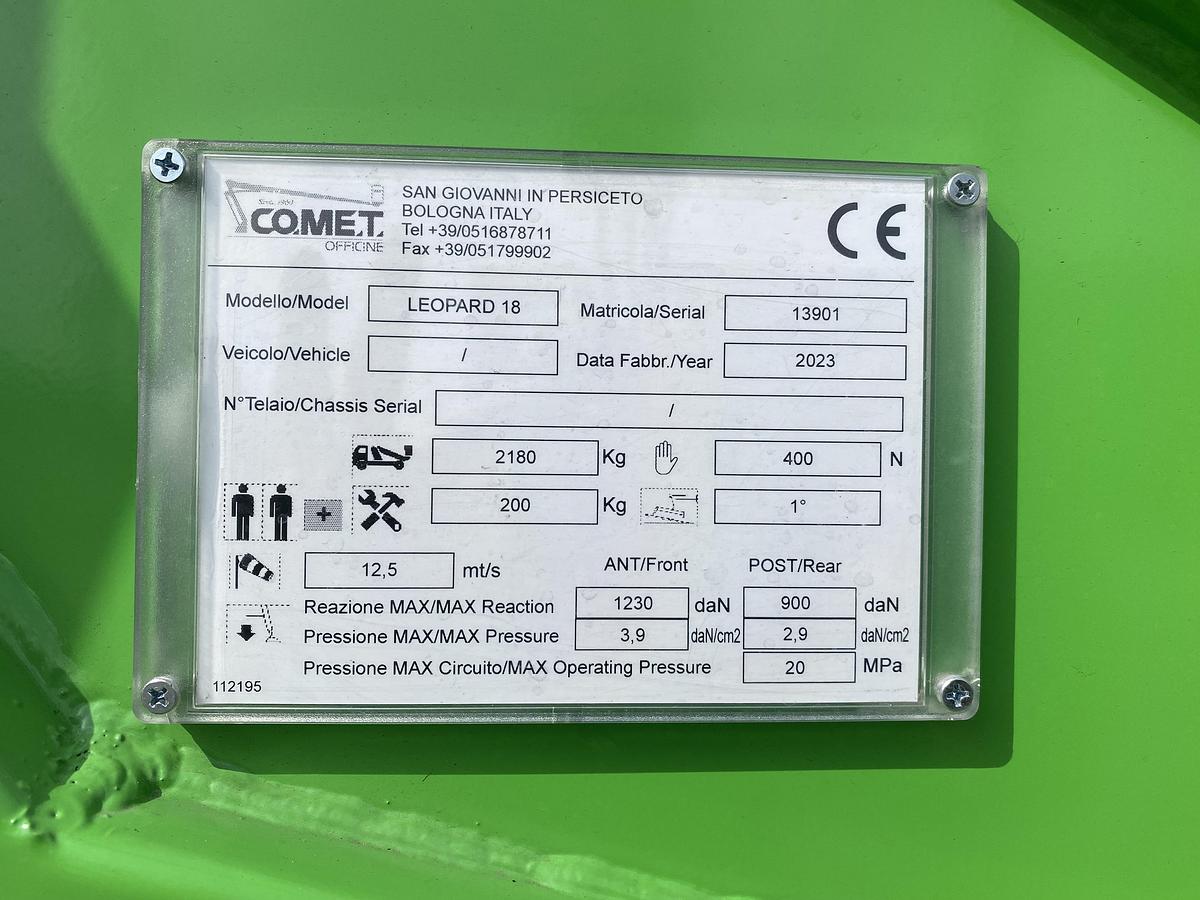 Since 1960
CO.ME.T.
OFFICINE
SAN GIOVANNI IN PERSICETO
BOLOGNA ITALY
Tel +39/0516878711
Fax +39/051799902
CE
Modello/Model LEOPARD 18 Matricola/Serial 13901
Veicolo/Vehicle / Data Fabbr./Year 2023
N°Telaio/Chassis Serial /
2180 Kg 400 N
+ 200 Kg 1°
12,5 mt/s ANT/Front POST/Rear
Reazione MAX/MAX Reaction 1230 daN 900 daN
Pressione MAX/MAX Pressure 3,9 daN/cm2 2,9 daN/cm2
Pressione MAX Circuito/MAX Operating Pressure 20 MPa
112195